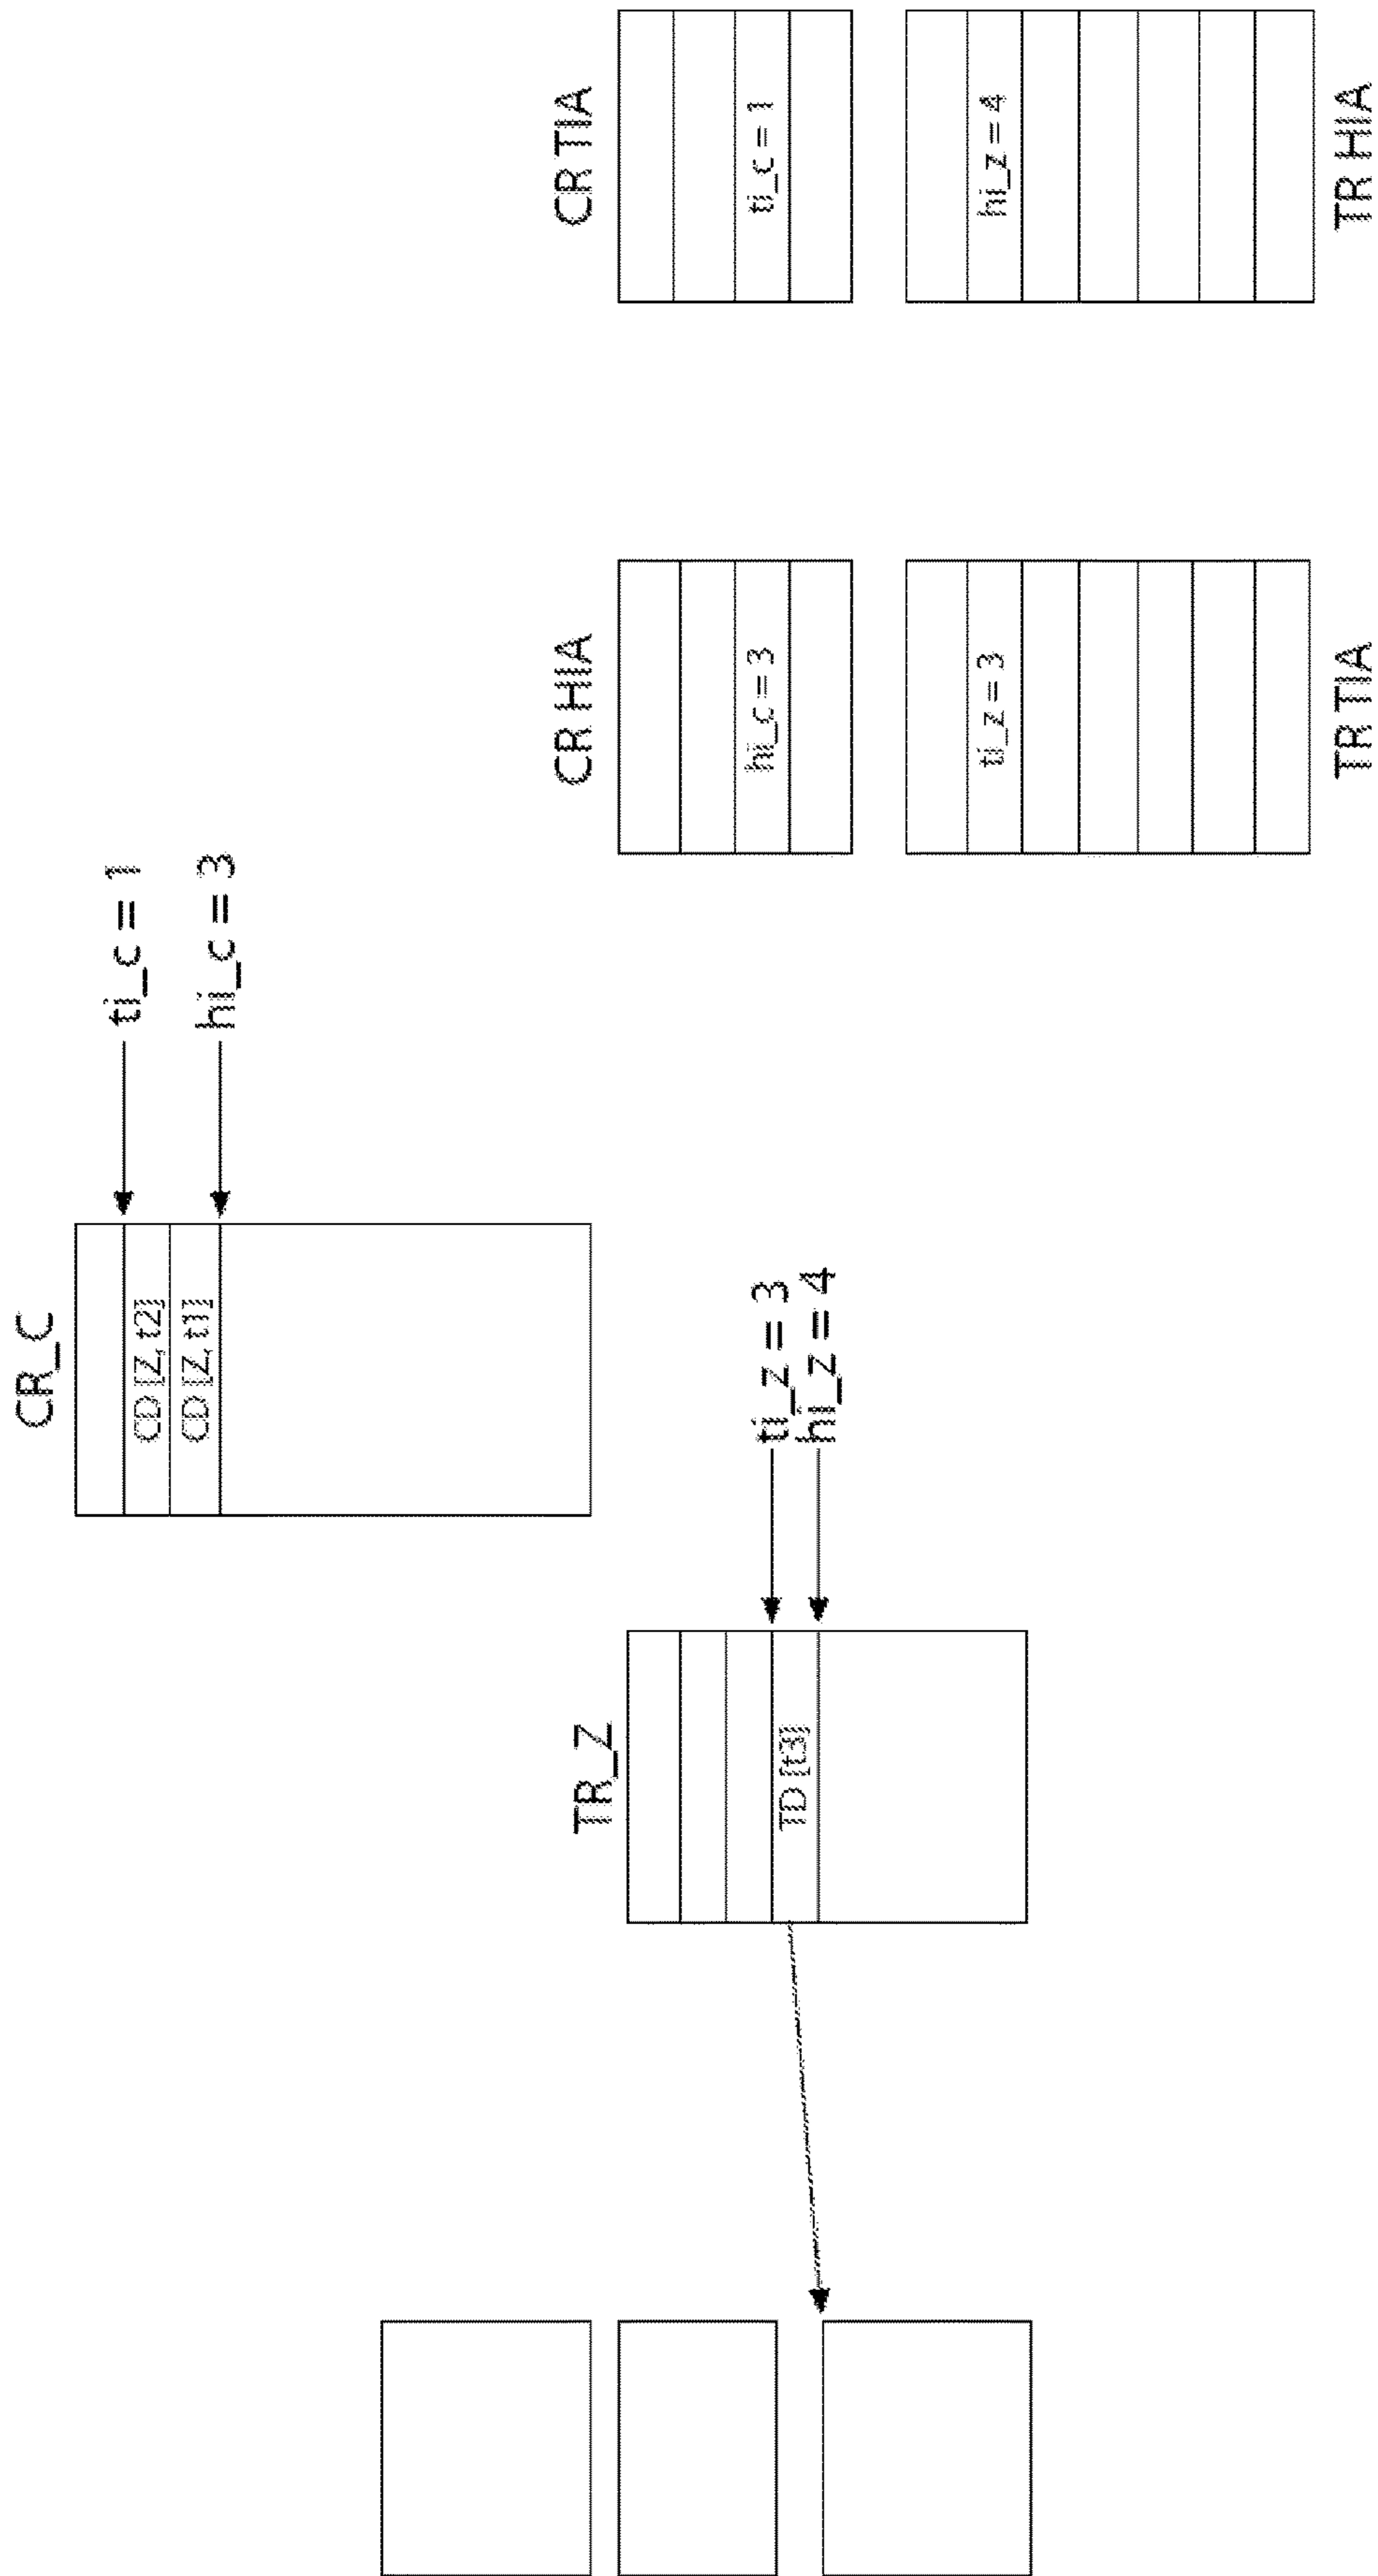 CR_C
CD [Z, t2]
CD [Z, t1]
ti_c = 1
hi_c = 3
TR_Z
TD [t3]
ti_z = 3
hi_z = 4
CR HIA
hi_c = 3
ti_z = 3
TR TIA
CR TIA
ti_c = 1
hi_z = 4
TR HIA